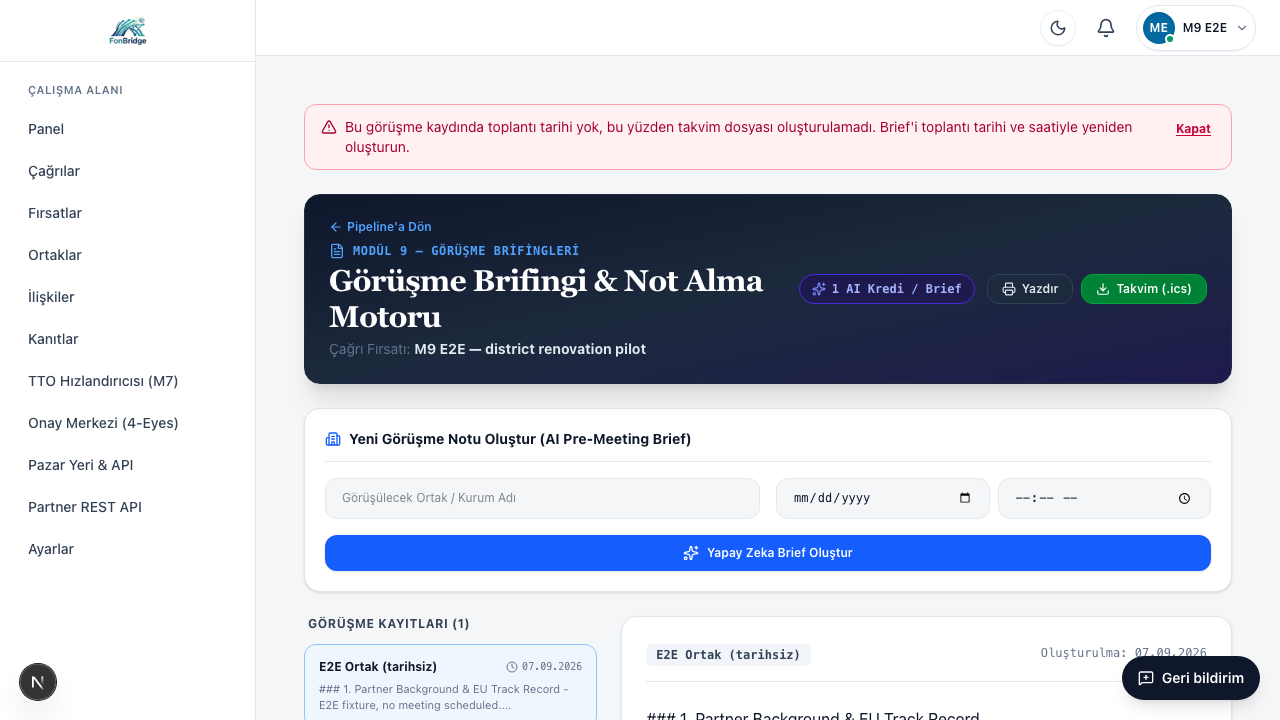 FonBridge
ME
M9 E2E
ÇALIŞMA ALANI
Panel
Çağrılar
Fırsatlar
Ortaklar
İlişkiler
Kanıtlar
TTO Hızlandırıcısı (M7)
Onay Merkezi (4-Eyes)
Pazar Yeri & API
Partner REST API
Ayarlar
N
Bu görüşme kaydında toplantı tarihi yok, bu yüzden takvim dosyası oluşturulamadı. Brief'i toplantı tarihi ve saatiyle yeniden
oluşturun.
Kapat
Pipeline'a Dön
MODÜL 9 — GÖRÜŞME BRİFİNGLERİ
Görüşme Brifingi & Not Alma
Motoru
Çağrı Fırsatı: M9 E2E — district renovation pilot
1 AI Kredi / Brief
Yazdır
Takvim (.ics)
Yeni Görüşme Notu Oluştur (AI Pre-Meeting Brief)
Görüşülecek Ortak / Kurum Adı
mm/dd/yyyy
--:-- --
Yapay Zeka Brief Oluştur
GÖRÜŞME KAYITLARI (1)
E2E Ortak (tarihsiz)
07.09.2026
### 1. Partner Background & EU Track Record -
E2E fixture, no meeting scheduled....
E2E Ortak (tarihsiz)
Oluşturulma: 07.09.2026
### 1. Partner Background & EU Track Record
Geri bildirim